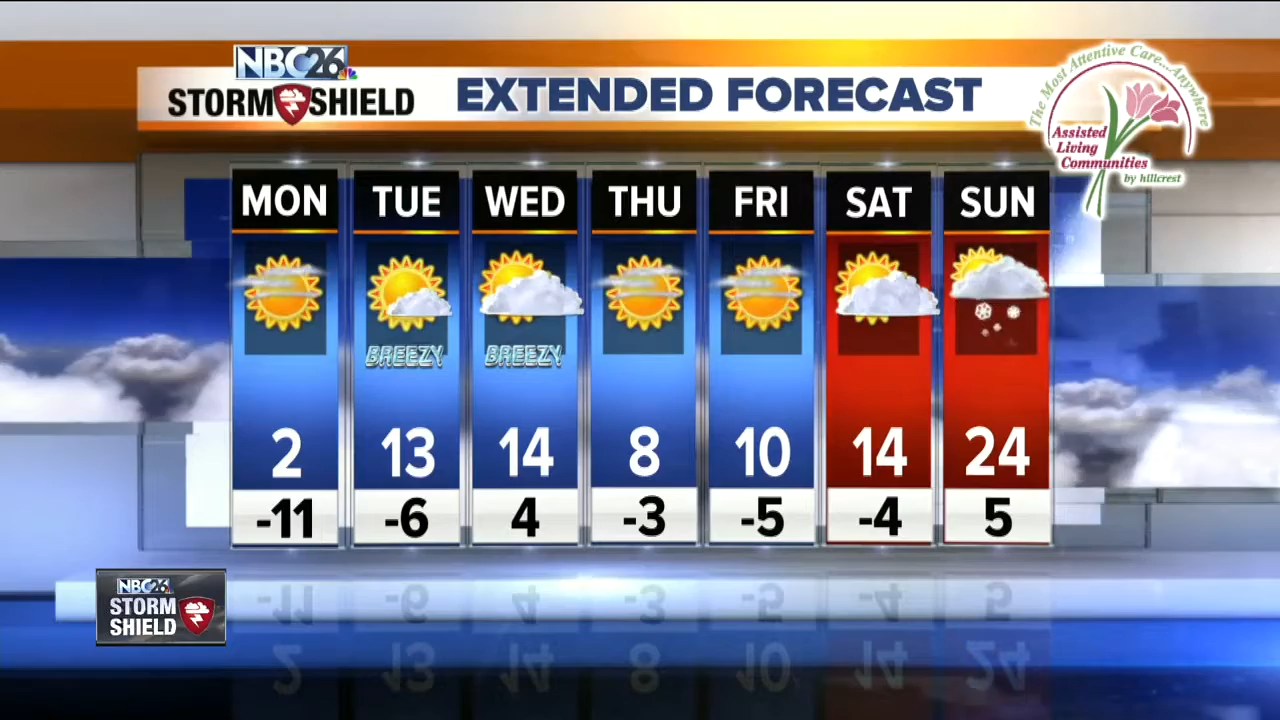 NBC26
STORM SHIELD
EXTENDED FORECAST
The Most Attentive Care...Anywhere
Assisted
Living
Communities
by hillcrest
MON TUE WED THU FRI SAT SUN
BREEZY BREEZY
2 13 14 8 10 14 24
-11 -6 4 -3 -5 -4 5
NBC26
STORM
SHIELD